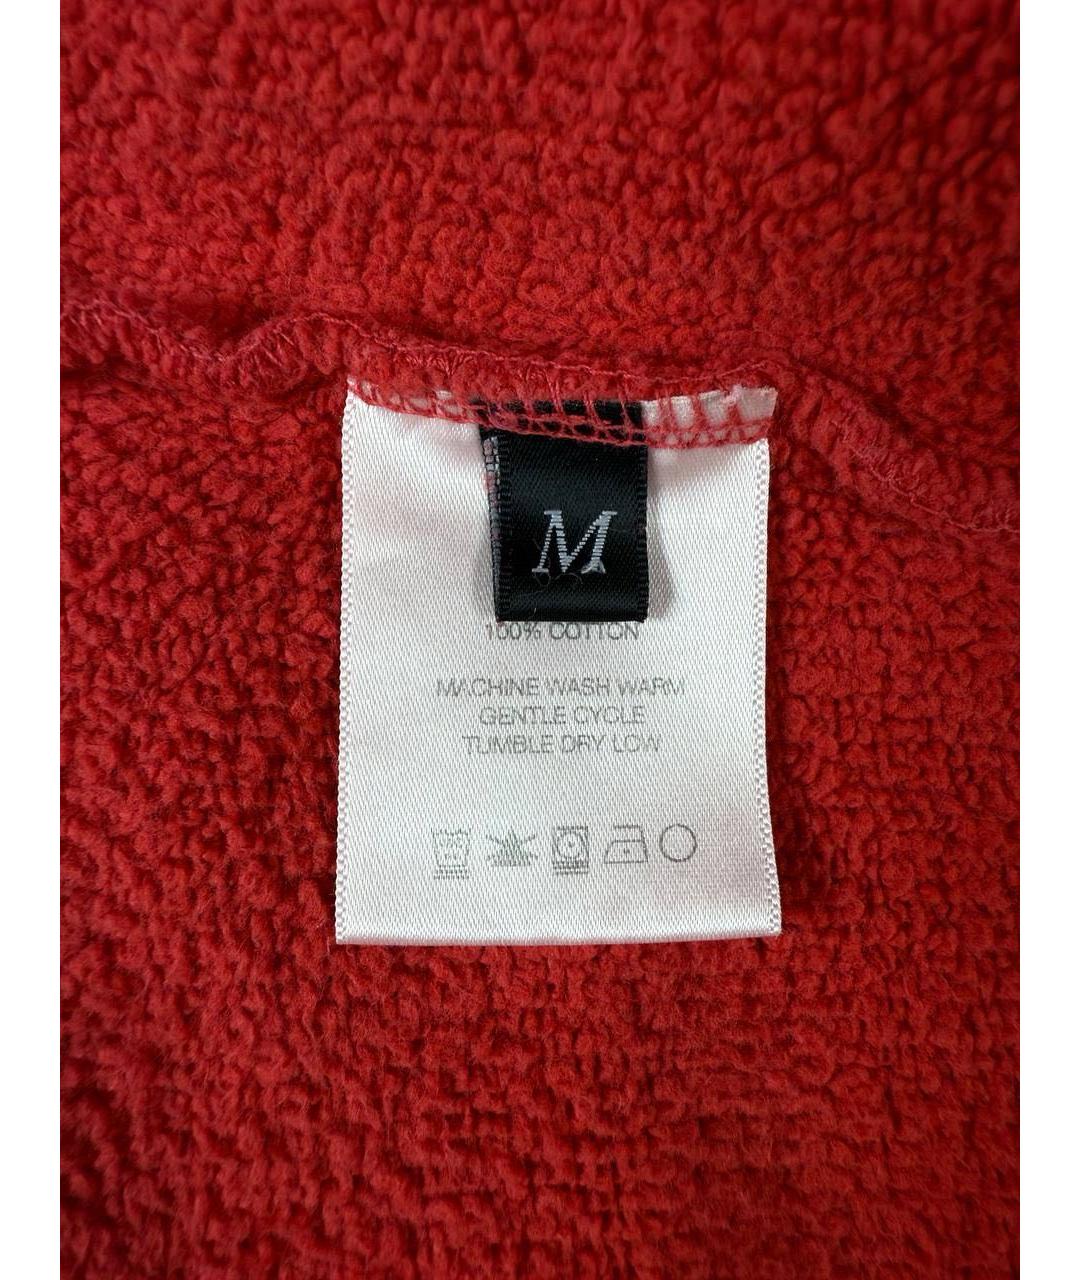 M
100% COTTON
MACHINE WASH WARM
GENTLE CYCLE
TUMBLE DRY LOW